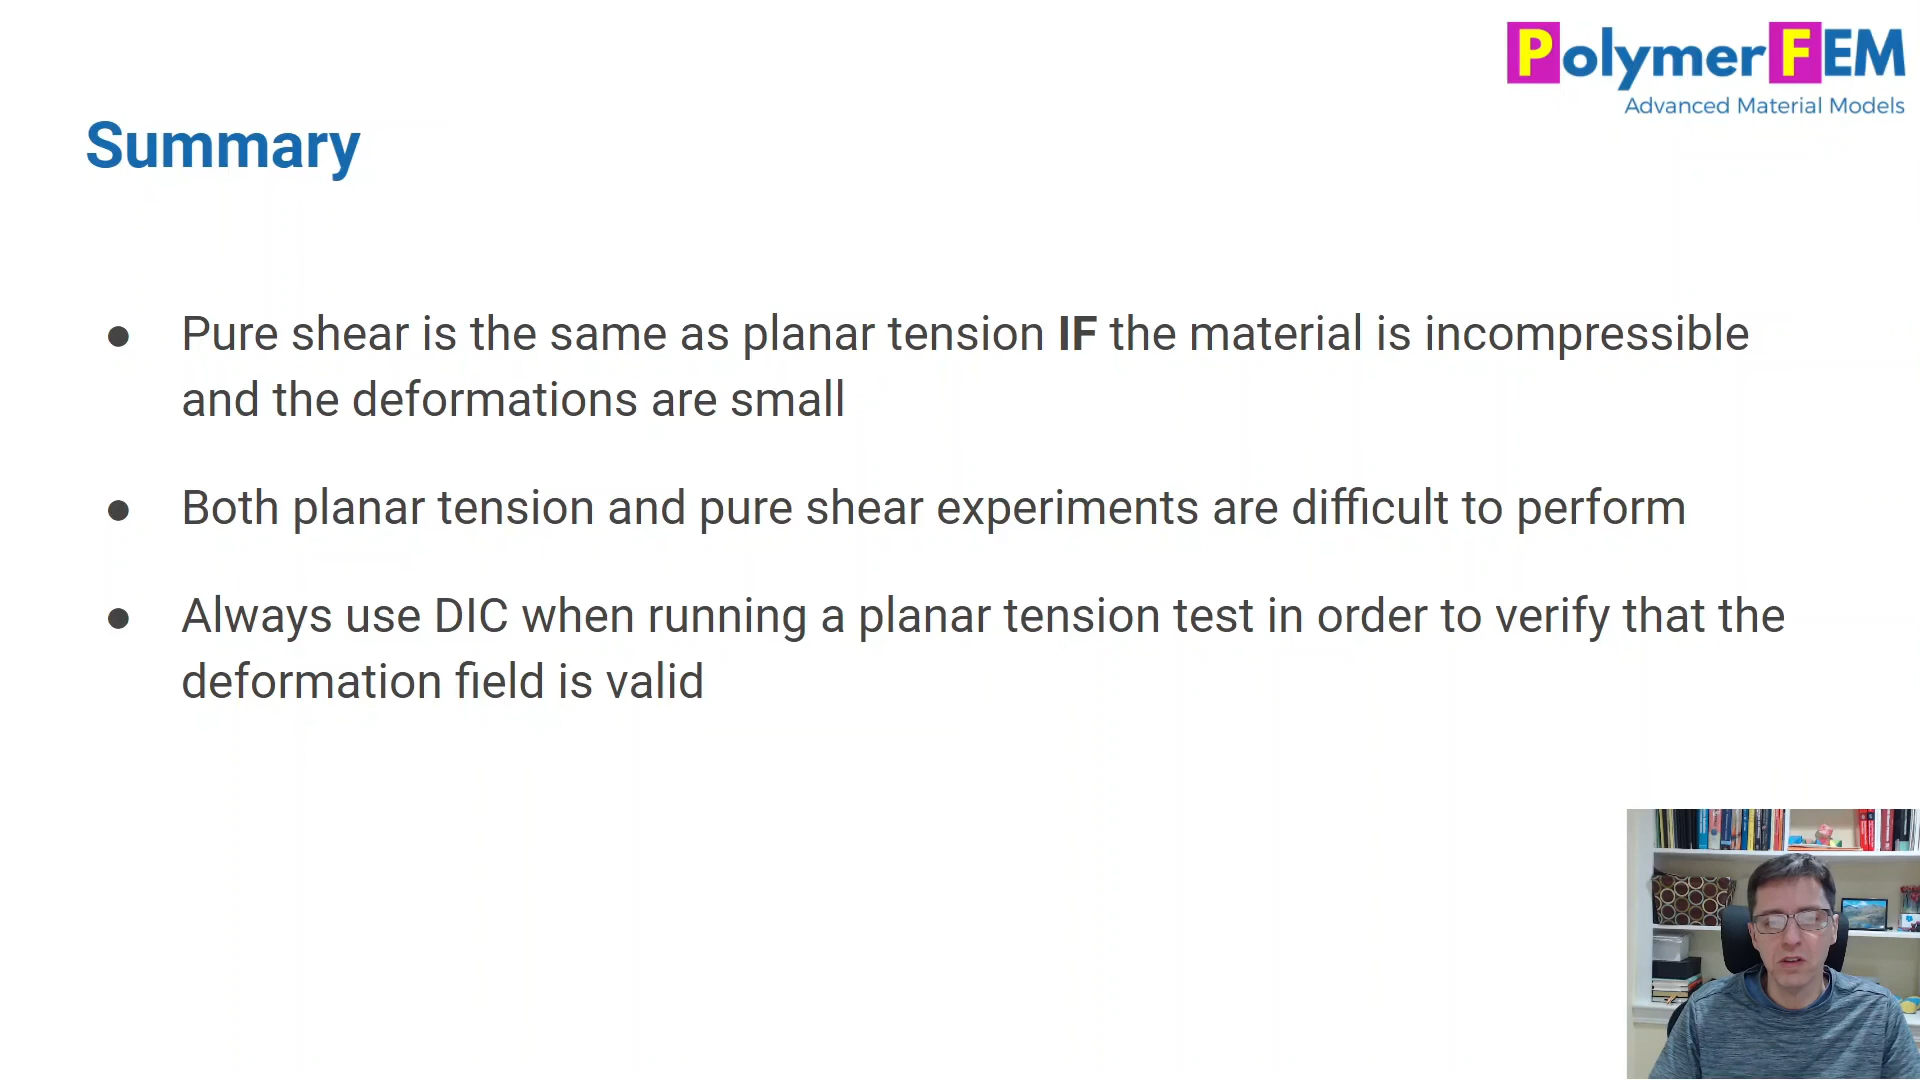 PolymerFEM
Advanced Material Models
Summary
● Pure shear is the same as planar tension IF the material is incompressible
and the deformations are small
● Both planar tension and pure shear experiments are difficult to perform
● Always use DIC when running a planar tension test in order to verify that the
deformation field is valid